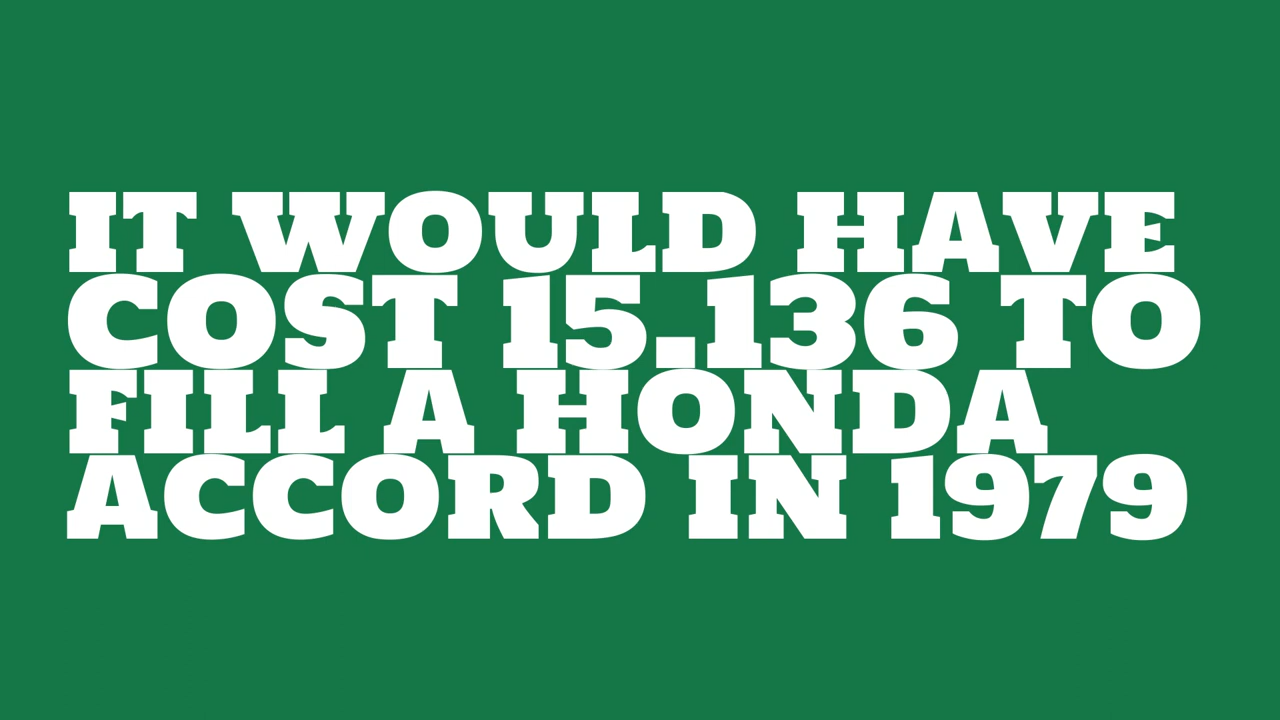 IT WOULD HAVE
COST 15.136 TO
FILL A HONDA
ACCORD IN 1979